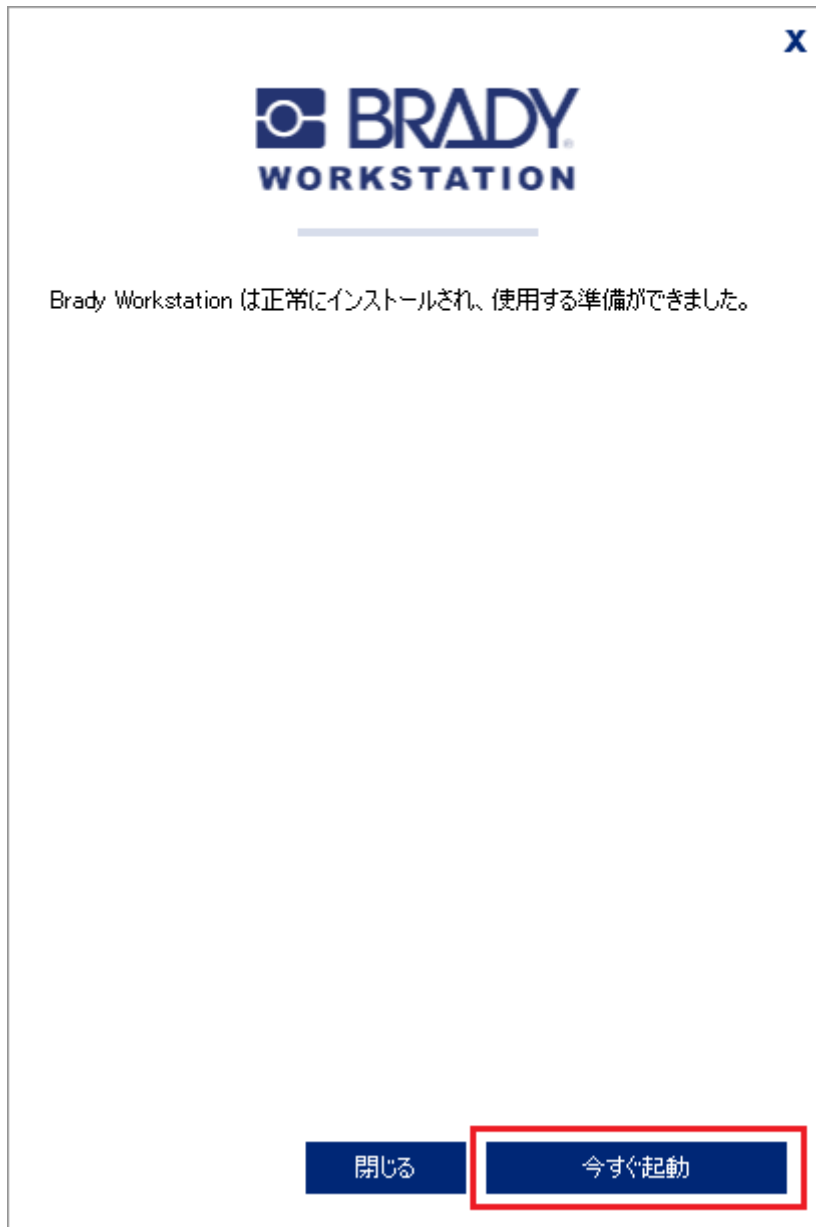 X
BRADY
WORKSTATION
Brady Workstation は正常にインストールされ、使用する準備ができました。
閉じる
今すぐ起動